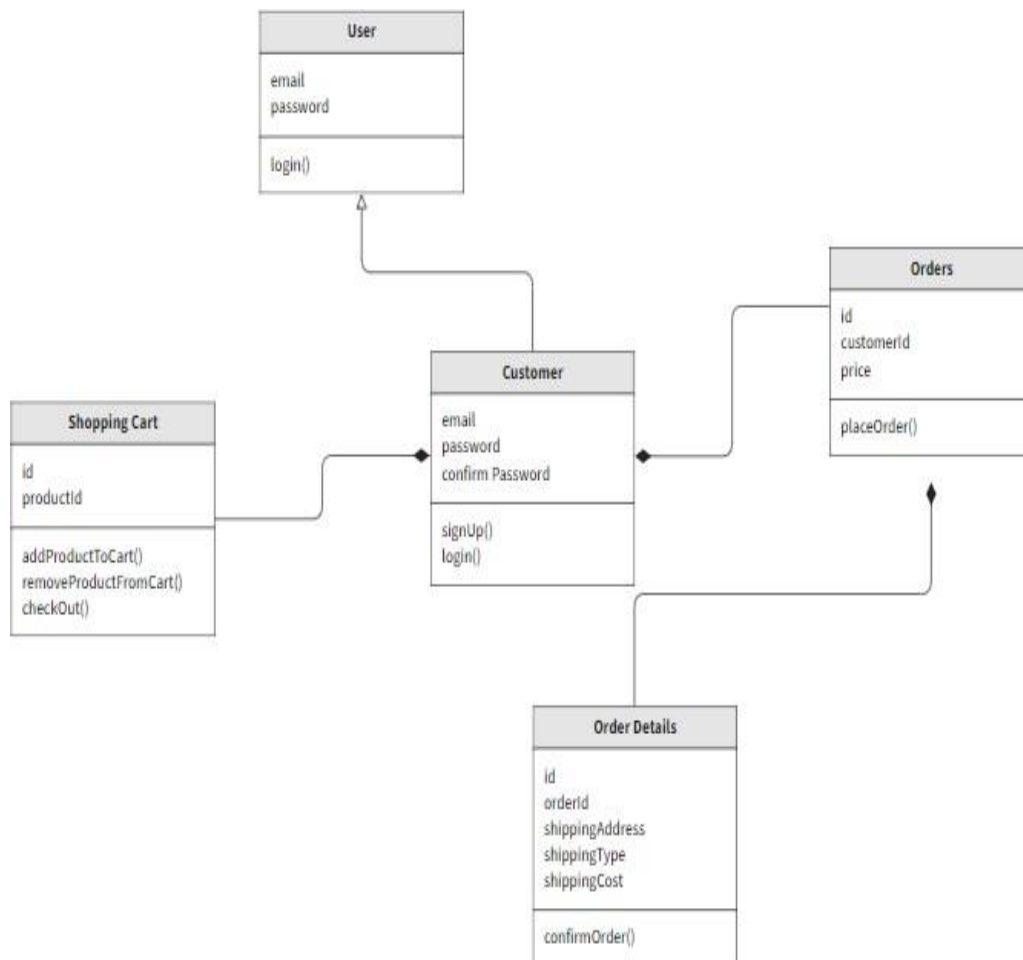 User
email
password
login()
Orders
id
customerId
price
placeOrder()
Customer
email
password
confirm Password
signUp()
login()
Shopping Cart
id
productId
addProductToCart()
removeProductFromCart()
checkOut()
Order Details
id
orderId
shippingAddress
shippingType
shippingCost
confirmOrder()